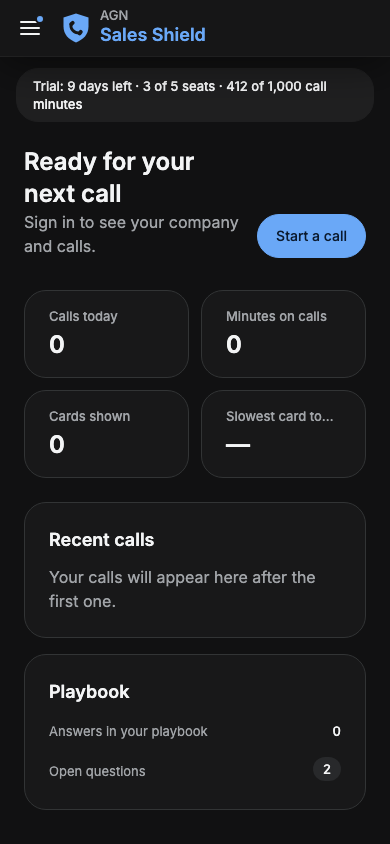 AGN
Sales Shield
Trial: 9 days left · 3 of 5 seats · 412 of 1,000 call
minutes
Ready for your
next call
Sign in to see your company
and calls.
Start a call
Calls today
0
Minutes on calls
0
Cards shown
0
Slowest card to...
—
Recent calls
Your calls will appear here after the
first one.
Playbook
Answers in your playbook 0
Open questions 2